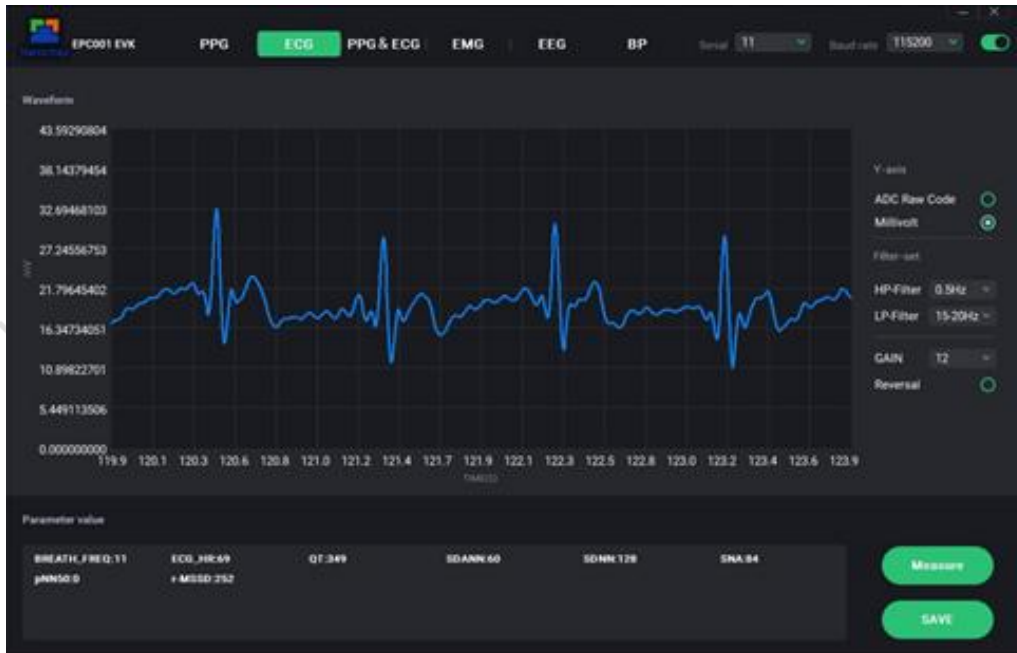 EPC001 EVK PPG ECG PPG & ECG EMG EEG BP Serial 11 Baud rate 115200
Waveform
43.59290804
38.14379454
32.69468103
27.24556753
21.79645402
16.34734051
10.89822701
5.449113506
0.000000000
MV
119.9 120.1 120.3 120.6 120.8 121.0 121.2 121.4 121.7 121.9 122.1 122.3 122.5 122.8 123.0 123.2 123.4 123.6 123.9
TIME(S)
Y-axis
ADC Raw Code
Millivolt
Filter-set
HP-Filter 0.5Hz
LP-Filter 15-20Hz
GAIN 12
Reversal
Parameter value
BREATH_FREQ:11 ECG_HR:69 QT:349 SDANN:60 SDNN:128 SNA:84
pNN50:0 r-MSSD:252
Measure
SAVE